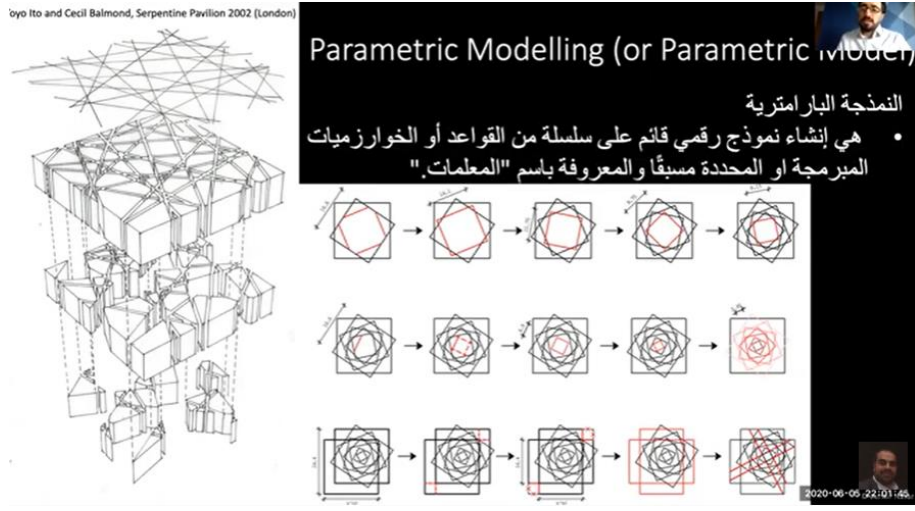 oyo Ito and Cecil Balmond, Serpentine Pavilion 2002 (London)
Parametric Modelling (or Parametric Model)
النمذجة البارامترية
• هي إنشاء نموذج رقمي قائم على سلسلة من القواعد أو الخوارزميات
المبرمجة او المحددة مسبقًا والمعروفة باسم "المعلمات."
2020-06-05 22:01:45